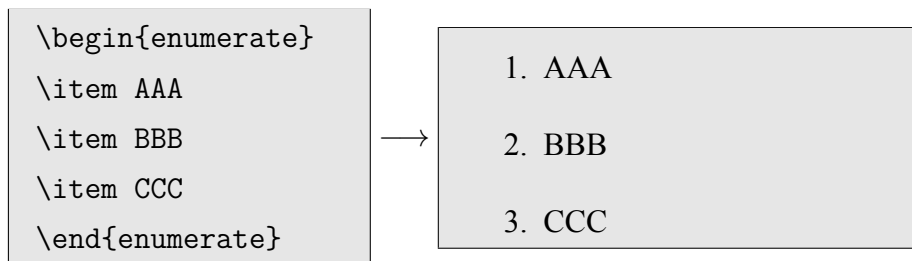 \begin{enumerate}
\item AAA
\item BBB
\item CCC
\end{enumerate}
⟶
1. AAA
2. BBB
3. CCC